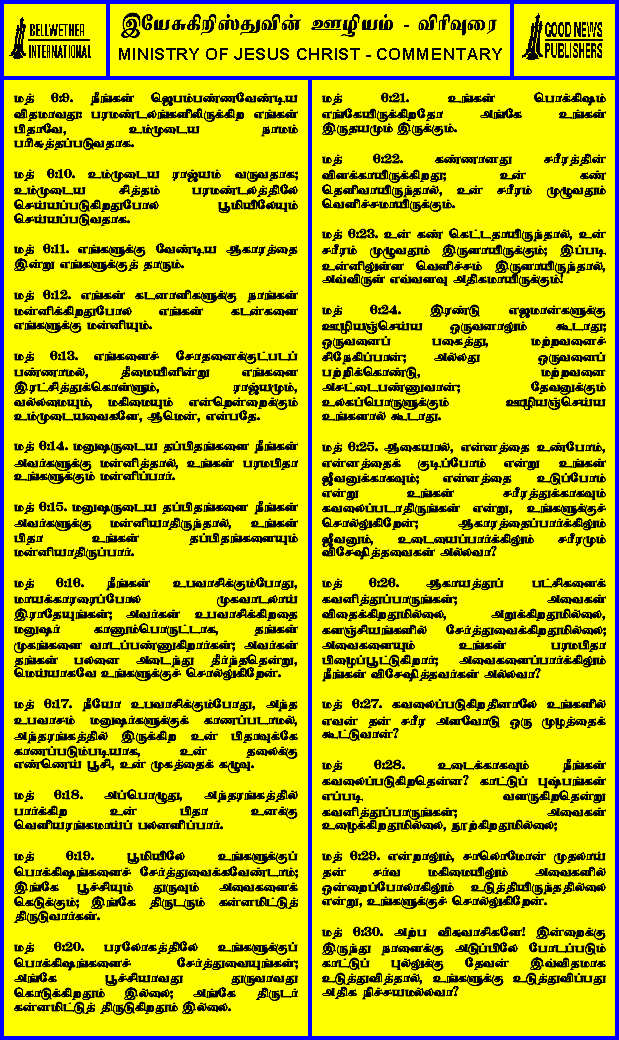 BELLWETHER
INTERNATIONAL
இயேசுகிறிஸ்துவின் ஊழியம் - விரிவுரை
MINISTRY OF JESUS CHRIST - COMMENTARY
GOOD NEWS
PUBLISHERS
மத் 6:9. நீங்கள் ஜெபம்பண்ணவேண்டிய
விதமாவது: பரமண்டலங்களிலிருக்கிற எங்கள்
பிதாவே, உம்முடைய நாமம்
பரிசுத்தப்படுவதாக.
மத் 6:10. உம்முடைய ராஜ்யம் வருவதாக;
உம்முடைய சித்தம் பரமண்டலத்திலே
செய்யப்படுகிறதுபோல பூமியிலேயும்
செய்யப்படுவதாக.
மத் 6:11. எங்களுக்கு வேண்டிய ஆகாரத்தை
இன்று எங்களுக்குத் தாரும்.
மத் 6:12. எங்கள் கடனாளிகளுக்கு நாங்கள்
மன்னிக்கிறதுபோல எங்கள் கடன்களை
எங்களுக்கு மன்னியும்.
மத் 6:13. எங்களைச் சோதனைக்குட்படப்
பண்ணாமல், தீமையினின்று எங்களை
இரட்சித்துக்கொள்ளும், ராஜ்யமும்,
வல்லமையும், மகிமையும் என்றென்றைக்கும்
உம்முடையவைகளே, ஆமென், என்பதே.
மத் 6:14. மனுஷருடைய தப்பிதங்களை நீங்கள்
அவர்களுக்கு மன்னித்தால், உங்கள் பரமபிதா
உங்களுக்கும் மன்னிப்பார்.
மத் 6:15. மனுஷருடைய தப்பிதங்களை நீங்கள்
அவர்களுக்கு மன்னியாதிருந்தால், உங்கள்
பிதா உங்கள் தப்பிதங்களையும்
மன்னியாதிருப்பார்.
மத் 6:16. நீங்கள் உபவாசிக்கும்போது,
மாயக்காரரைப்போல முகவாடலாய்
இராதேயுங்கள்; அவர்கள் உபவாசிக்கிறதை
மனுஷர் காணும்பொருட்டாக, தங்கள்
முகங்களை வாடப்பண்ணுகிறார்கள்; அவர்கள்
தங்கள் பலனை அடைந்து தீர்ந்ததென்று,
மெய்யாகவே உங்களுக்குச் சொல்லுகிறேன்.
மத் 6:17. நீயோ உபவாசிக்கும்போது, அந்த
உபவாசம் மனுஷர்களுக்குக் காணப்படாமல்,
அந்தரங்கத்தில் இருக்கிற உன் பிதாவுக்கே
காணப்படும்படியாக, உன் தலைக்கு
எண்ணெய் பூசி, உன் முகத்தைக் கழுவு.
மத் 6:18. அப்பொழுது, அந்தரங்கத்தில்
பார்க்கிற உன் பிதா உனக்கு
வெளியரங்கமாய்ப் பலனளிப்பார்.
மத் 6:19. பூமியிலே உங்களுக்குப்
பொக்கிஷங்களைச் சேர்த்துவைக்கவேண்டாம்;
இங்கே பூச்சியும் துருவும் அவைகளைக்
கெடுக்கும்; இங்கே திருடரும் கன்னமிட்டுத்
திருடுவார்கள்.
மத் 6:20. பரலோகத்திலே உங்களுக்குப்
பொக்கிஷங்களைச் சேர்த்துவையுங்கள்;
அங்கே பூச்சியாவது துருவாவது
கெடுக்கிறதும் இல்லை; அங்கே திருடர்
கன்னமிட்டுத் திருடுகிறதும் இல்லை.
மத் 6:21. உங்கள் பொக்கிஷம்
எங்கேயிருக்கிறதோ அங்கே உங்கள்
இருதயமும் இருக்கும்.
மத் 6:22. கண்ணானது சரீரத்தின்
விளக்காயிருக்கிறது; உன் கண்
தெளிவாயிருந்தால், உன் சரீரம் முழுவதும்
வெளிச்சமாயிருக்கும்.
மத் 6:23. உன் கண் கெட்டதாயிருந்தால், உன்
சரீரம் முழுவதும் இருளாயிருக்கும்; இப்படி
உன்னிலுள்ள வெளிச்சம் இருளாயிருந்தால்,
அவ்விருள் எவ்வளவு அதிகமாயிருக்கும்!
மத் 6:24. இரண்டு எஜமான்களுக்கு
ஊழியஞ்செய்ய ஒருவனாலும் கூடாது;
ஒருவனைப் பகைத்து, மற்றவனைச்
சிநேகிப்பான்; அல்லது ஒருவனைப்
பற்றிக்கொண்டு, மற்றவனை
அசட்டைபண்ணுவான்; தேவனுக்கும்
உலகப்பொருளுக்கும் ஊழியஞ்செய்ய
உங்களால் கூடாது.
மத் 6:25. ஆகையால், என்னத்தை உண்போம்,
என்னத்தைக் குடிப்போம் என்று உங்கள்
ஜீவனுக்காகவும்; என்னத்தை உடுப்போம்
என்று உங்கள் சரீரத்துக்காகவும்
கவலைப்படாதிருங்கள் என்று, உங்களுக்குச்
சொல்லுகிறேன்; ஆகாரத்தைப்பார்க்கிலும்
ஜீவனும், உடையைப்பார்க்கிலும் சரீரமும்
விசேஷித்தவைகள் அல்லவா?
மத் 6:26. ஆகாயத்துப் பட்சிகளைக்
கவனித்துப்பாருங்கள்; அவைகள்
விதைக்கிறதுமில்லை, அறுக்கிறதுமில்லை,
களஞ்சியங்களில் சேர்த்துவைக்கிறதுமில்லை;
அவைகளையும் உங்கள் பரமபிதா
பிழைப்பூட்டுகிறார்; அவைகளைப்பார்க்கிலும்
நீங்கள் விசேஷித்தவர்கள் அல்லவா?
மத் 6:27. கவலைப்படுகிறதினாலே உங்களில்
எவன் தன் சரீர அளவோடு ஒரு முழத்தைக்
கூட்டுவான்?
மத் 6:28. உடைக்காகவும் நீங்கள்
கவலைப்படுகிறதென்ன? காட்டுப் புஷ்பங்கள்
எப்படி வளருகிறதென்று
கவனித்துப்பாருங்கள்; அவைகள்
உழைக்கிறதுமில்லை, நூற்கிறதுமில்லை;
மத் 6:29. என்றாலும், சாலொமோன் முதலாய்
தன் சர்வ மகிமையிலும் அவைகளில்
ஒன்றைப்போலாகிலும் உடுத்தியிருந்ததில்லை
என்று, உங்களுக்குச் சொல்லுகிறேன்.
மத் 6:30. அற்ப விசுவாசிகளே! இன்றைக்கு
இருந்து நாளைக்கு அடுப்பிலே போடப்படும்
காட்டுப் புல்லுக்கு தேவன் இவ்விதமாக
உடுத்துவித்தால், உங்களுக்கு உடுத்துவிப்பது
அதிக நிச்சயமல்லவா?